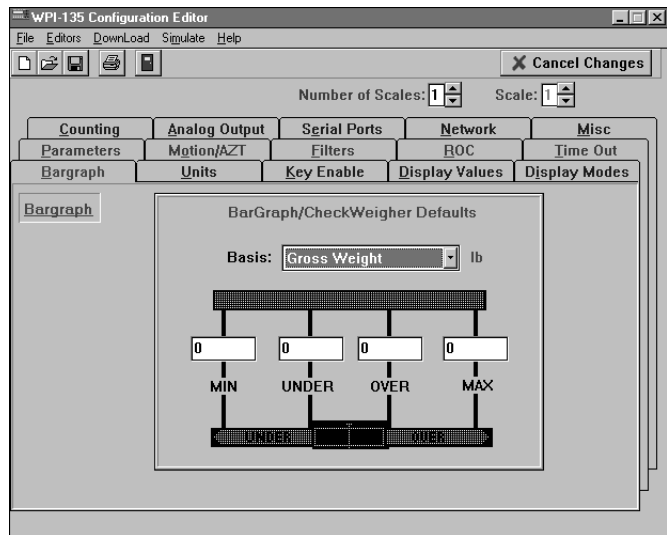 WPI-135 Configuration Editor
File Editors DownLoad Simulate Help
Cancel Changes
Number of Scales: 1 Scale: 1
Counting Analog Output Serial Ports Network Misc
Parameters Motion/AZT Filters ROC Time Out
Bargraph Units Key Enable Display Values Display Modes
Bargraph
BarGraph/CheckWeigher Defaults
Basis: Gross Weight lb
0 0 0 0
MIN UNDER OVER MAX
UNDER OVER